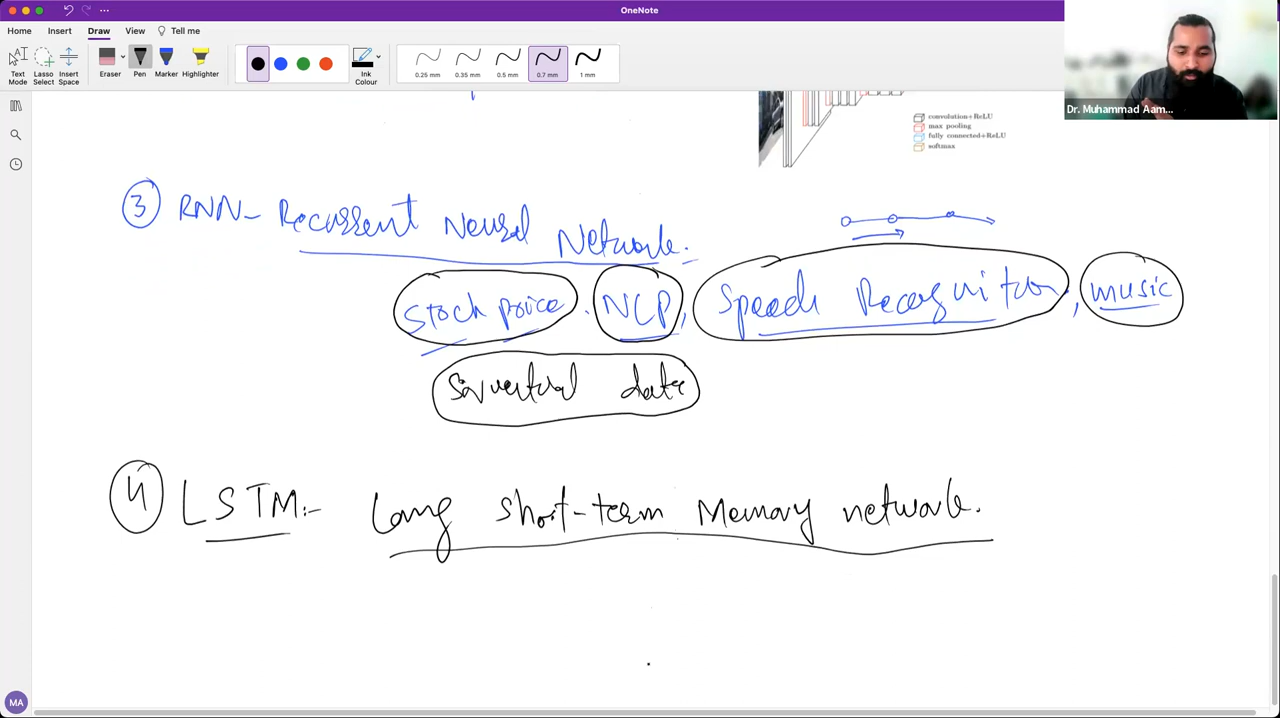 OneNote
Home Insert Draw View Tell me
Text Mode Lasso Select Insert Space Eraser Pen Marker Highlighter Ink Colour 0.25 mm 0.35 mm 0.5 mm 0.7 mm 1 mm
Dr. Muhammad Aam...
convolution+ReLU
max pooling
fully connected+ReLU
softmax
3 RNN- Recurrent Neural Network.
Stock price. NLP, Speech Recognition, music
data
4 LSTM:- Long Short-term Memory network.
MA